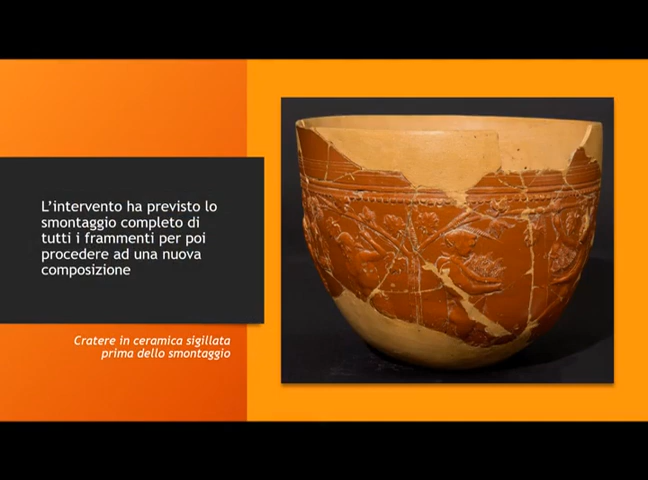 L’intervento ha previsto lo
smontaggio completo di
tutti i frammenti per poi
procedere ad una nuova
composizione
Cratere in ceramica sigillata
prima dello smontaggio